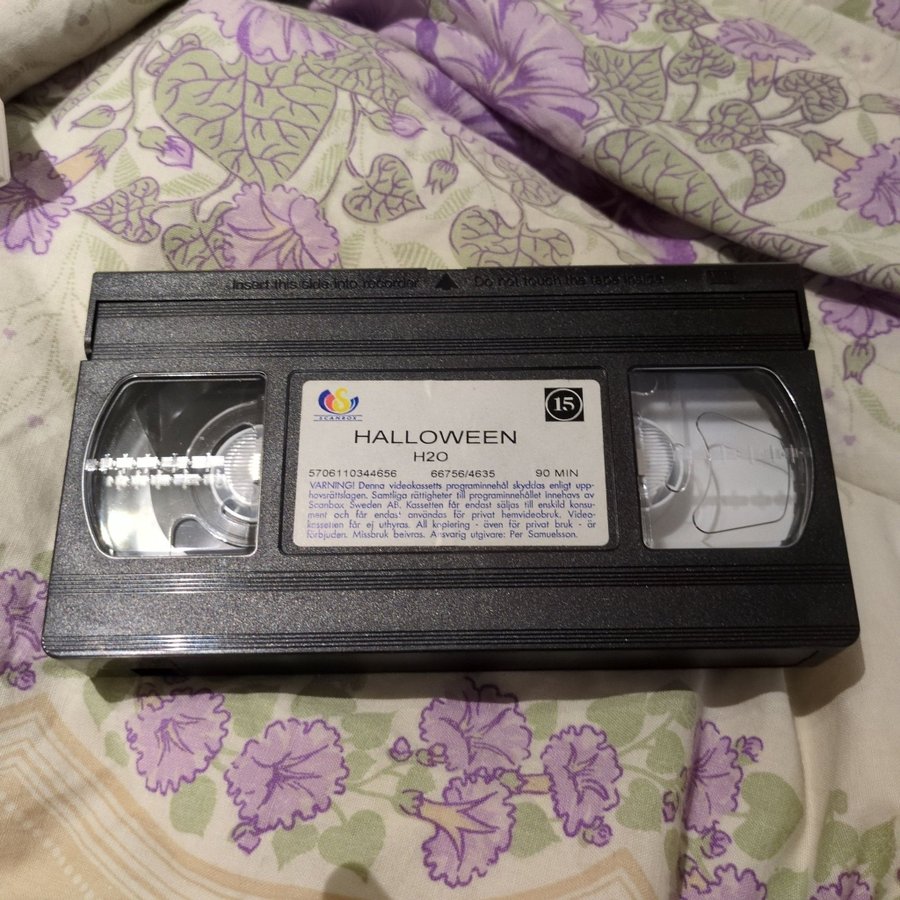 Insert this side into recorder Do not touch the tape inside
SCANBOX
15
HALLOWEEN
H2O
5706110344656 66756/4635 90 MIN
VARNING! Denna videokassetts programinnehål skyddas enligt upp-
hovsrättslagen. Samtliga rättigheter till programinnehållet innehavs av
Scanbox Sweden AB. Kassetten får endast säljas till enskild konsu-
ment och får endast användas för privat hemvideobruk. Video-
kassetten får ej uthyras. All kopiering - även för privat bruk - är
förbjuden. Missbruk beivras. Ansvarig utgivare: Per Samuelsson.